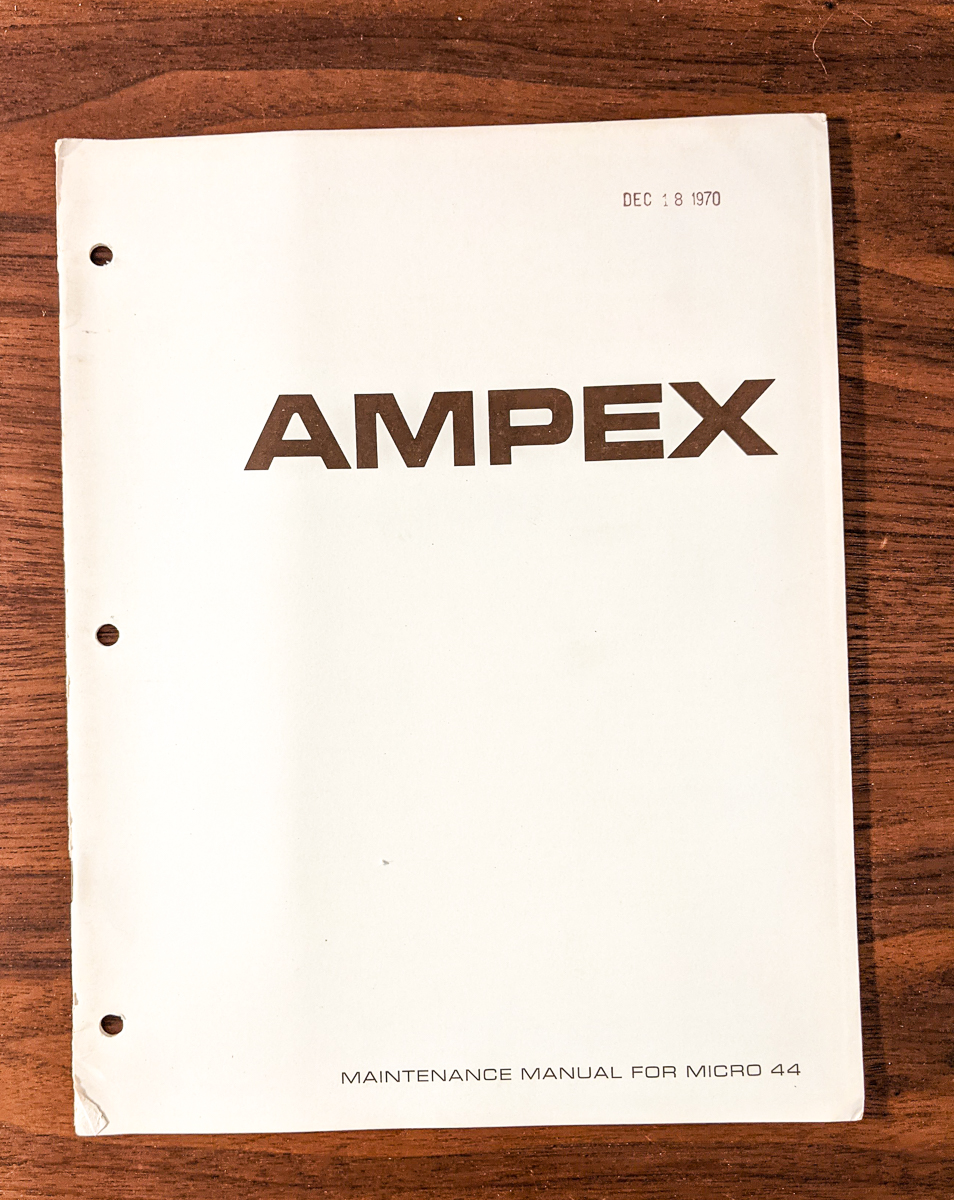 DEC 18 1970
AMPEX
MAINTENANCE MANUAL FOR MICRO 44